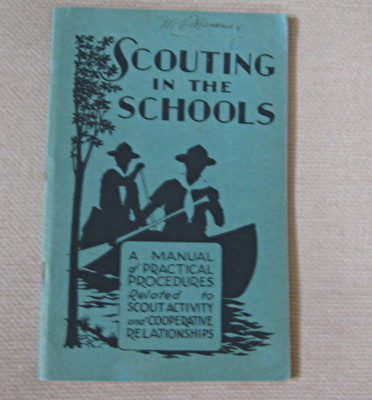 SCOUTING
IN THE
SCHOOLS
A MANUAL
of PRACTICAL
PROCEDURES
Related to
SCOUT ACTIVITY
and COOPERATIVE
RELATIONSHIPS